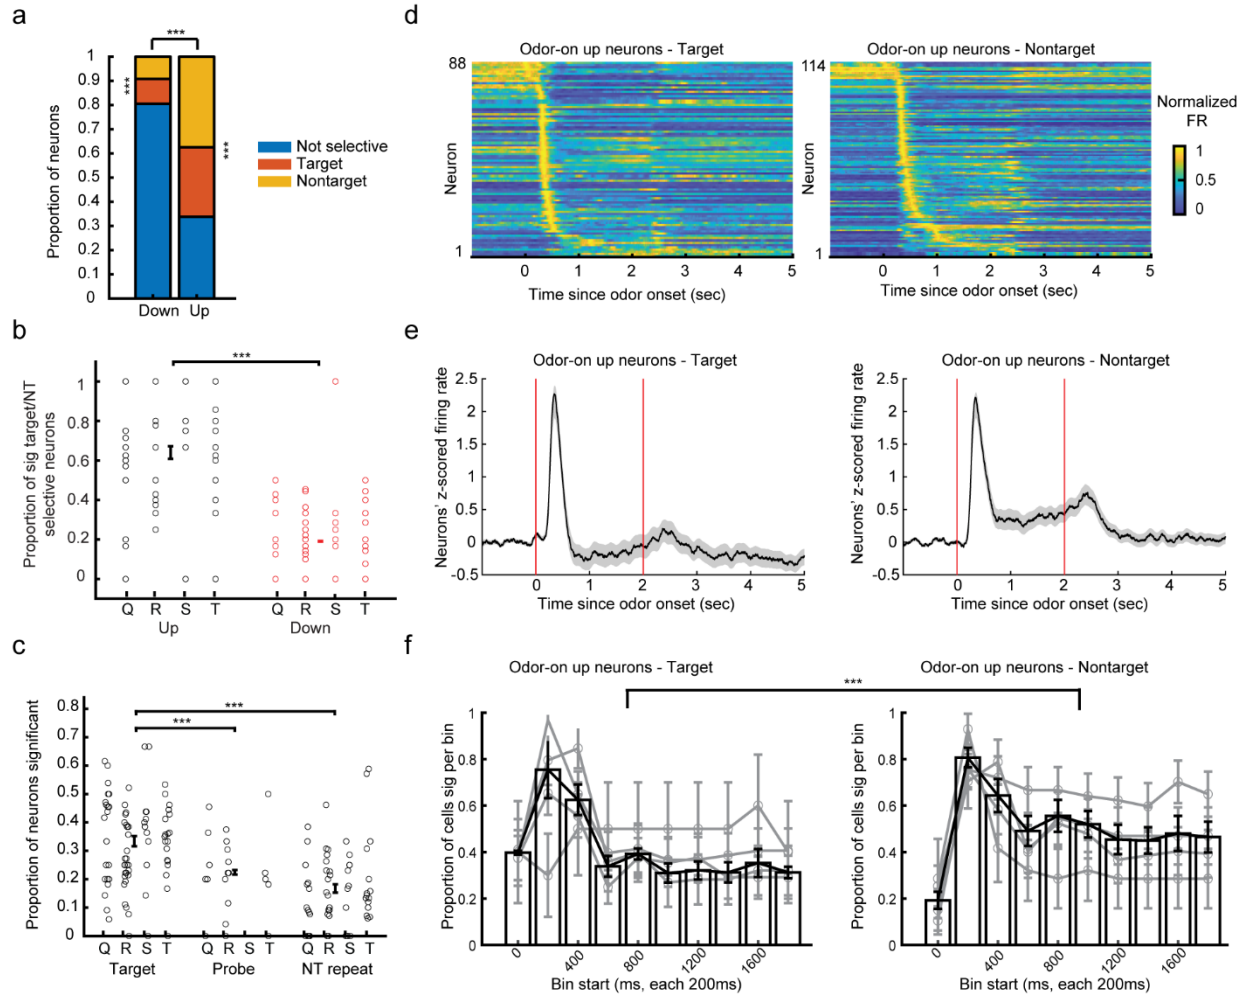 a
***
1
0.9
0.8
0.7
0.6
0.5
0.4
0.3
0.2
0.1
0
Proportion of neurons
***
***
Down Up
Not selective
Target
Nontarget
b
***
1
0.8
0.6
0.4
0.2
0
Proportion of sig target/NT
selective neurons
Q R S T Q R S T
Up Down
c
***
***
0.8
0.7
0.6
0.5
0.4
0.3
0.2
0.1
0
Proportion of neurons significant
Q R S T Q R S T Q R S T
Target Probe NT repeat
d
Odor-on up neurons - Target
88
Neuron
1
0 1 2 3 4 5
Time since odor onset (sec)
Odor-on up neurons - Nontarget
114
Neuron
1
0 1 2 3 4 5
Time since odor onset (sec)
Normalized
FR
1
0.5
0
e
Odor-on up neurons - Target
2.5
2
1.5
1
0.5
0
-0.5
Neurons' z-scored firing rate
0 1 2 3 4 5
Time since odor onset (sec)
Odor-on up neurons - Nontarget
2.5
2
1.5
1
0.5
0
-0.5
Neurons' z-scored firing rate
0 1 2 3 4 5
Time since odor onset (sec)
f
Odor-on up neurons - Target
***
1
0.8
0.6
0.4
0.2
0
Proportion of cells sig per bin
0 400 800 1200 1600
Bin start (ms, each 200ms)
Odor-on up neurons - Nontarget
1
0.8
0.6
0.4
0.2
0
Proportion of cells sig per bin
0 400 800 1200 1600
Bin start (ms, each 200ms)